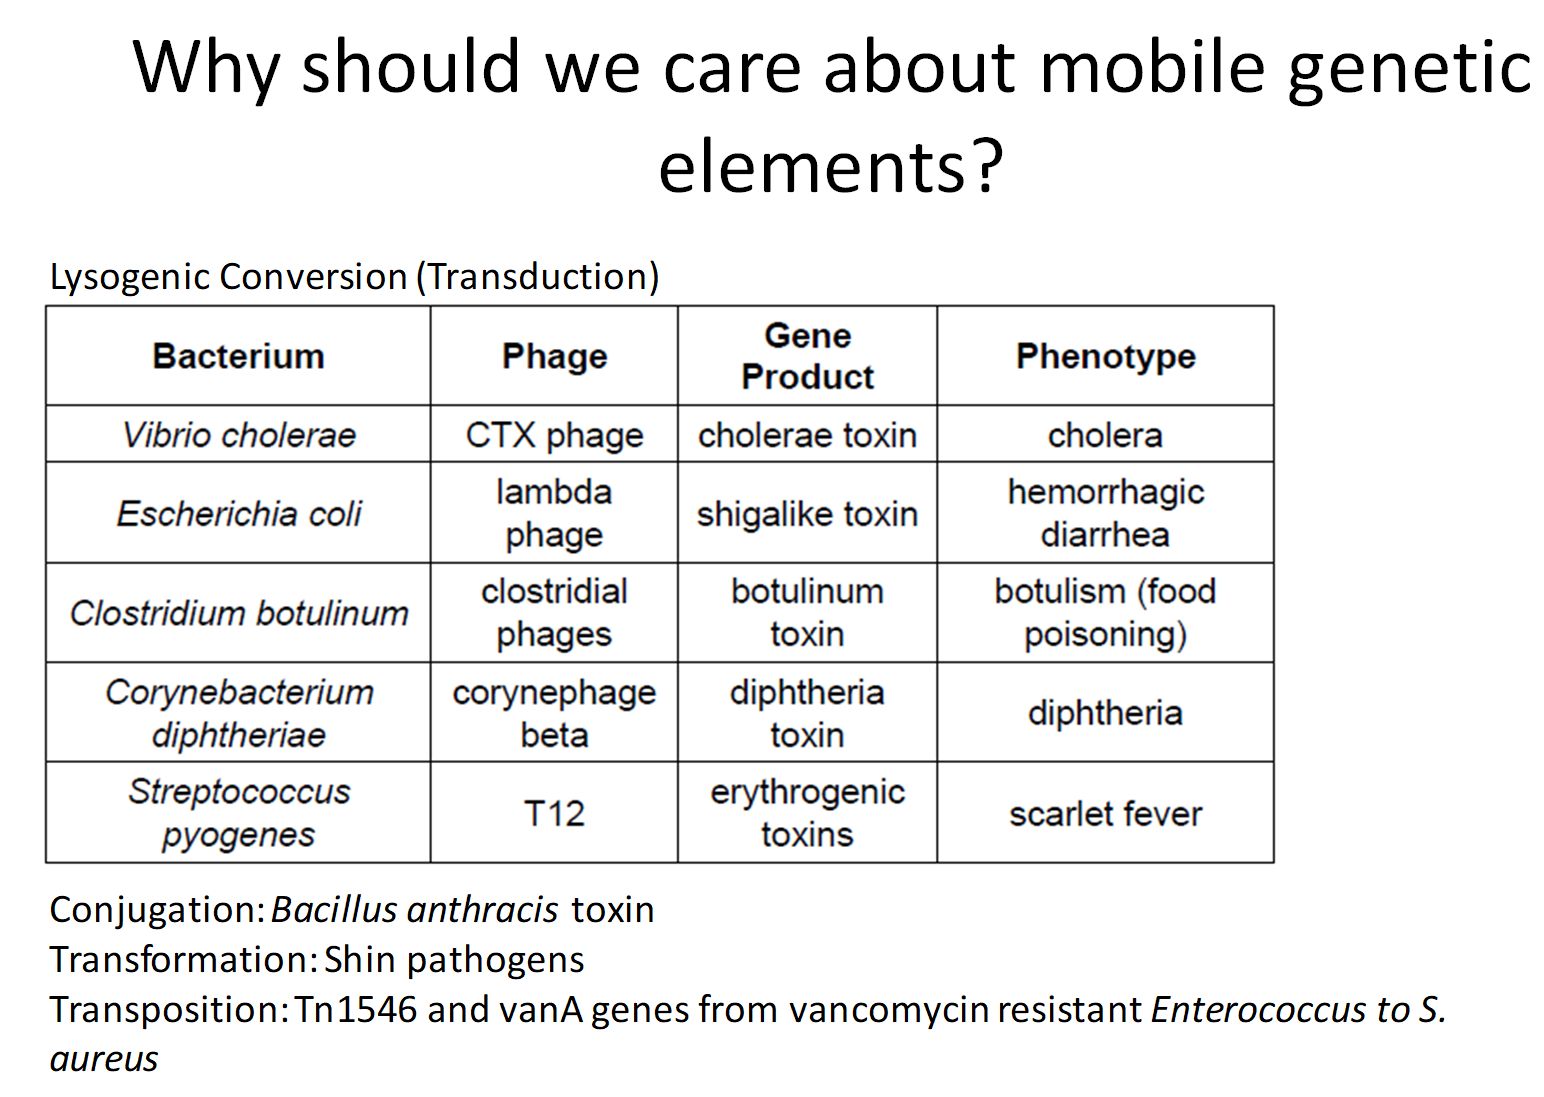 Why should we care about mobile genetic
elements?
Lysogenic Conversion (Transduction)
Bacterium Phage Gene Product Phenotype
Vibrio cholerae CTX phage cholerae toxin cholera
Escherichia coli lambda phage shigalike toxin hemorrhagic diarrhea
Clostridium botulinum clostridial phages botulinum toxin botulism (food poisoning)
Corynebacterium diphtheriae corynephage beta diphtheria toxin diphtheria
Streptococcus pyogenes T12 erythrogenic toxins scarlet fever
Conjugation: Bacillus anthracis toxin
Transformation: Shin pathogens
Transposition: Tn1546 and vanA genes from vancomycin resistant Enterococcus to S.
aureus